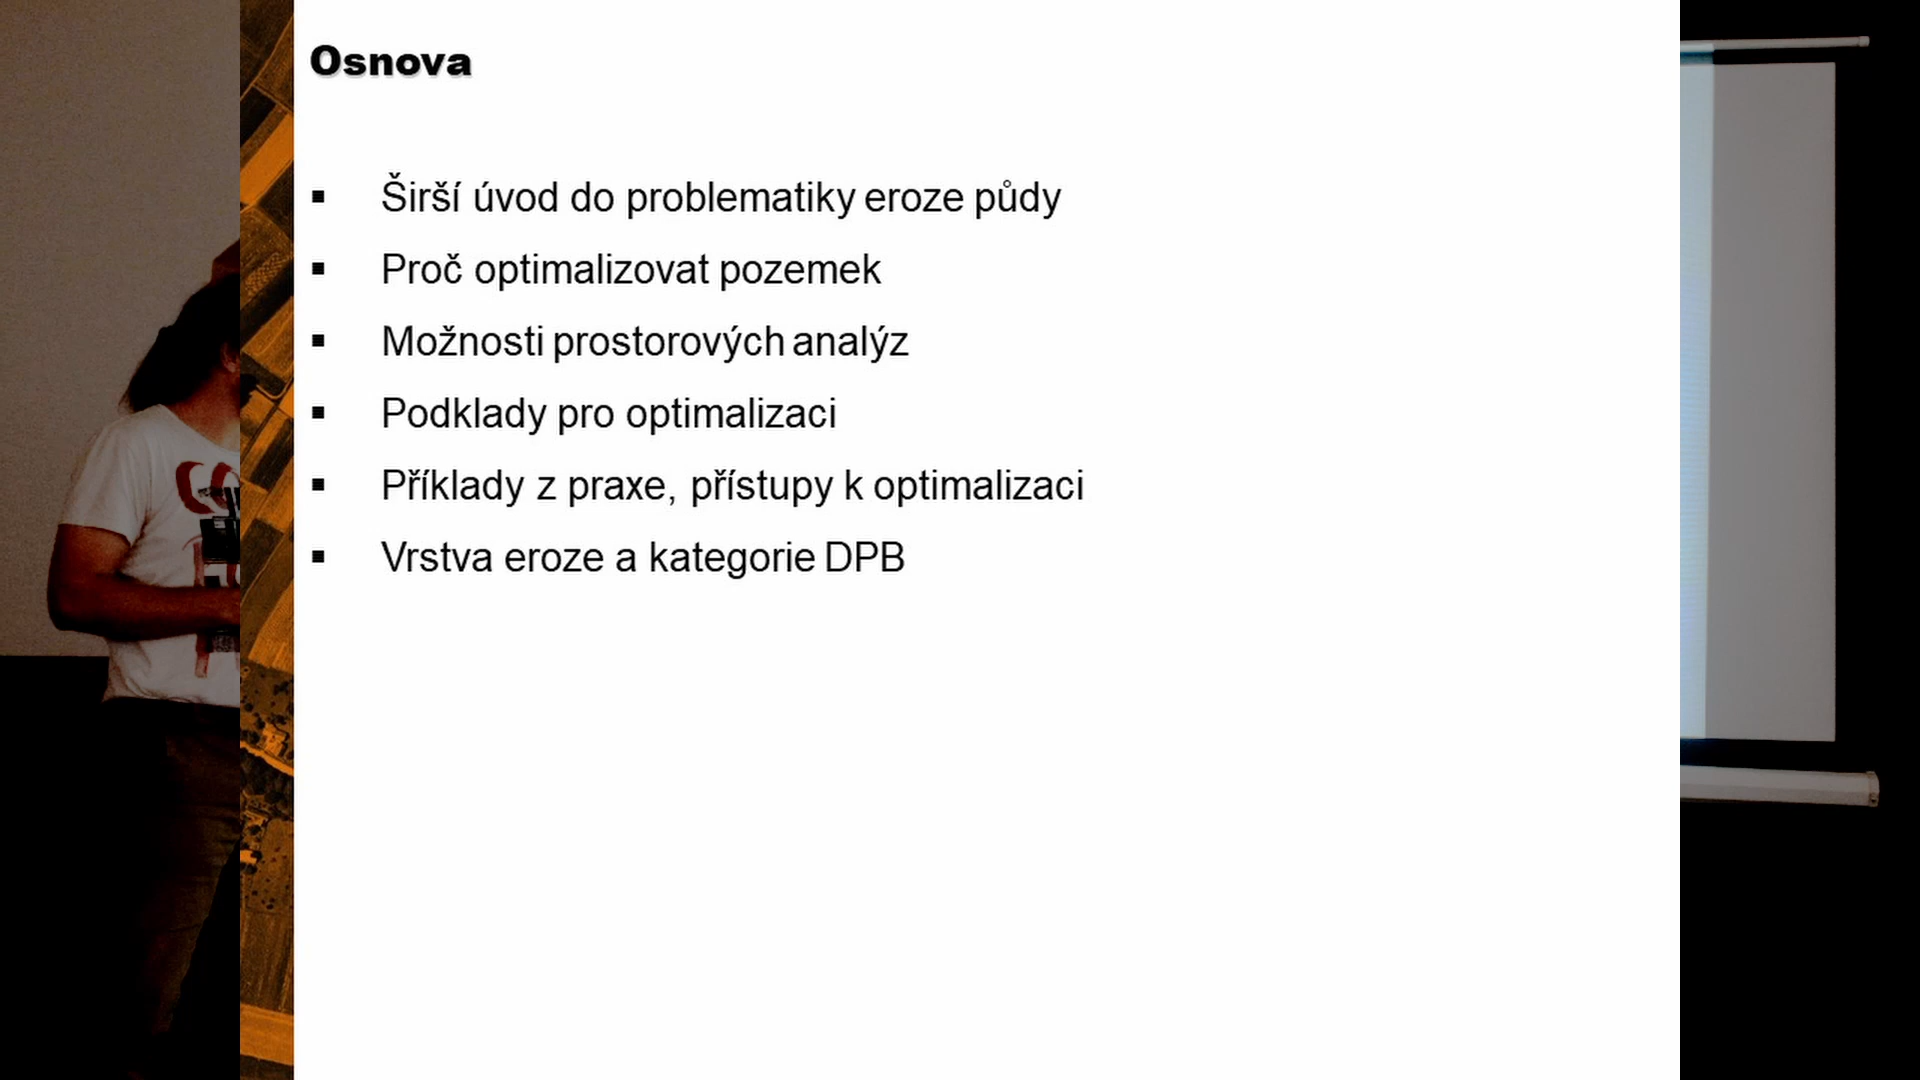 Osnova
▪ Širší úvod do problematiky eroze půdy
▪ Proč optimalizovat pozemek
▪ Možnosti prostorových analýz
▪ Podklady pro optimalizaci
▪ Příklady z praxe, přístupy k optimalizaci
▪ Vrstva eroze a kategorie DPB